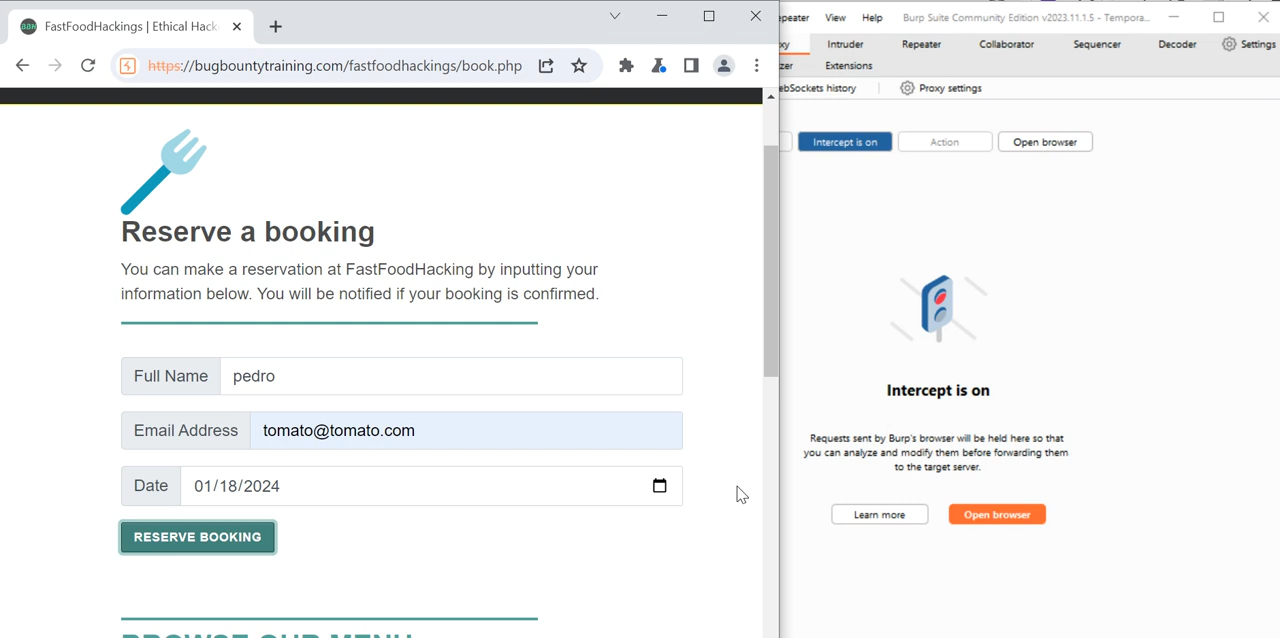 FastFoodHackings | Ethical Hack
https://bugbountytraining.com/fastfoodhackings/book.php
Reserve a booking
You can make a reservation at FastFoodHacking by inputting your
information below. You will be notified if your booking is confirmed.
Full Name pedro
Email Address tomato@tomato.com
Date 01/18/2024
RESERVE BOOKING
BROWSE OUR MENU
epeater View Help Burp Suite Community Edition v2023.11.1.5 - Tempora...
xy Intruder Repeater Collaborator Sequencer Decoder Settings
zer Extensions
ebSockets history Proxy settings
Intercept is on Action Open browser
Intercept is on
Requests sent by Burp's browser will be held here so that
you can analyze and modify them before forwarding them
to the target server.
Learn more Open browser